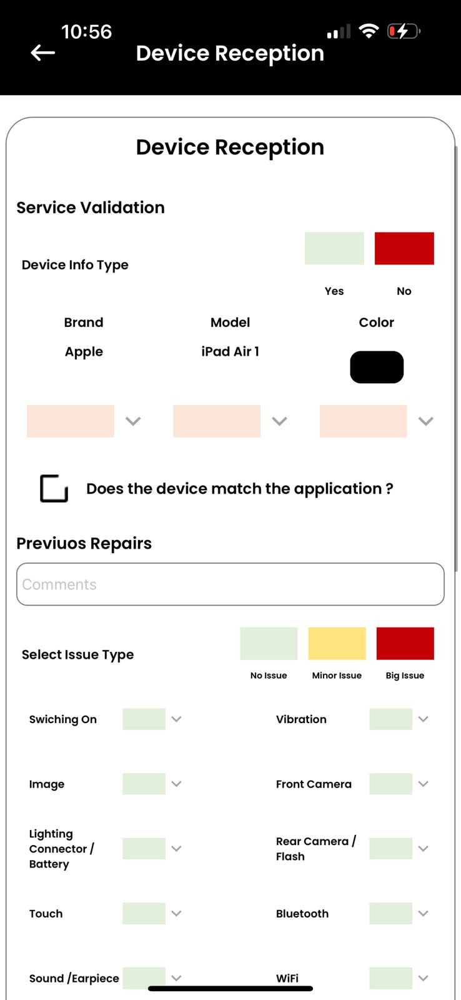 10:56
Device Reception
Device Reception
Service Validation
Device Info Type
Yes No
Brand Model Color
Apple iPad Air 1
Does the device match the application ?
Previuos Repairs
Comments
Select Issue Type
No Issue Minor Issue Big Issue
Swiching On Vibration
Image Front Camera
Lighting
Connector /
Battery
Rear Camera /
Flash
Touch Bluetooth
Sound /Earpiece WiFi